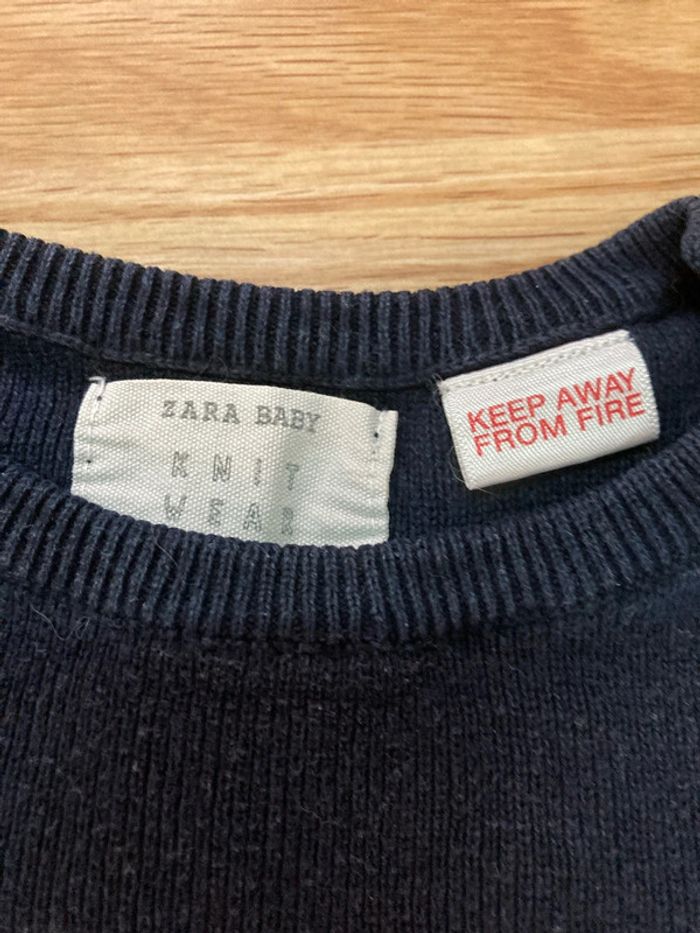 ZARA BABY
KNIT
WEAR
KEEP AWAY
FROM FIRE